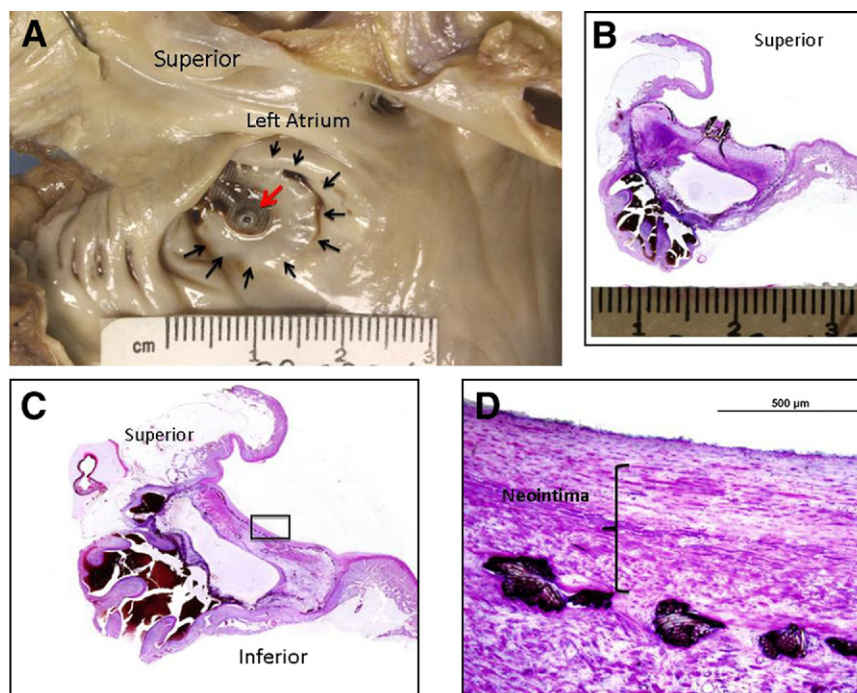 A
Superior
Left Atrium
cm
1
2
3
B
Superior
1
2
3
C
Superior
Inferior
D
500 µm
Neointima